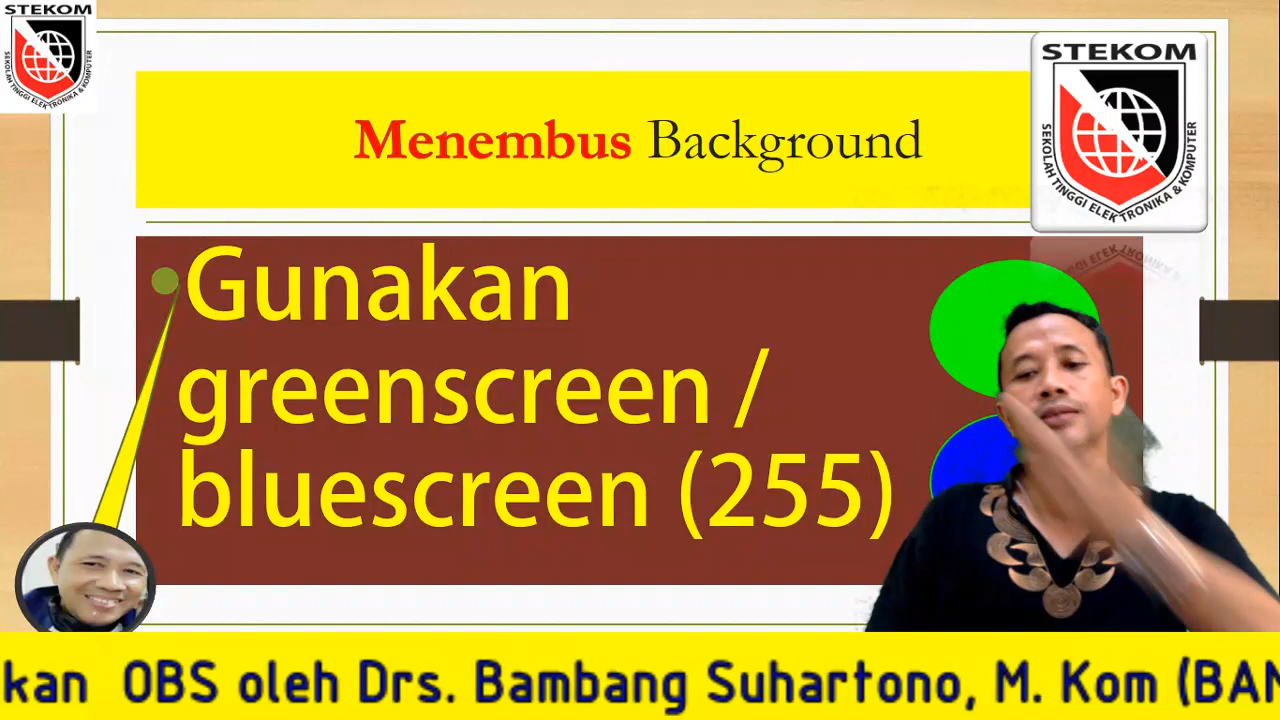 STEKOM
SEKOLAH TINGGI ELEKTRONIKA & KOMPUTER
Menembus Background
STEKOM
SEKOLAH TINGGI ELEKTRONIKA & KOMPUTER
Gunakan
greenscreen /
bluescreen (255)
kan OBS oleh Drs. Bambang Suhartono, M. Kom (BAN